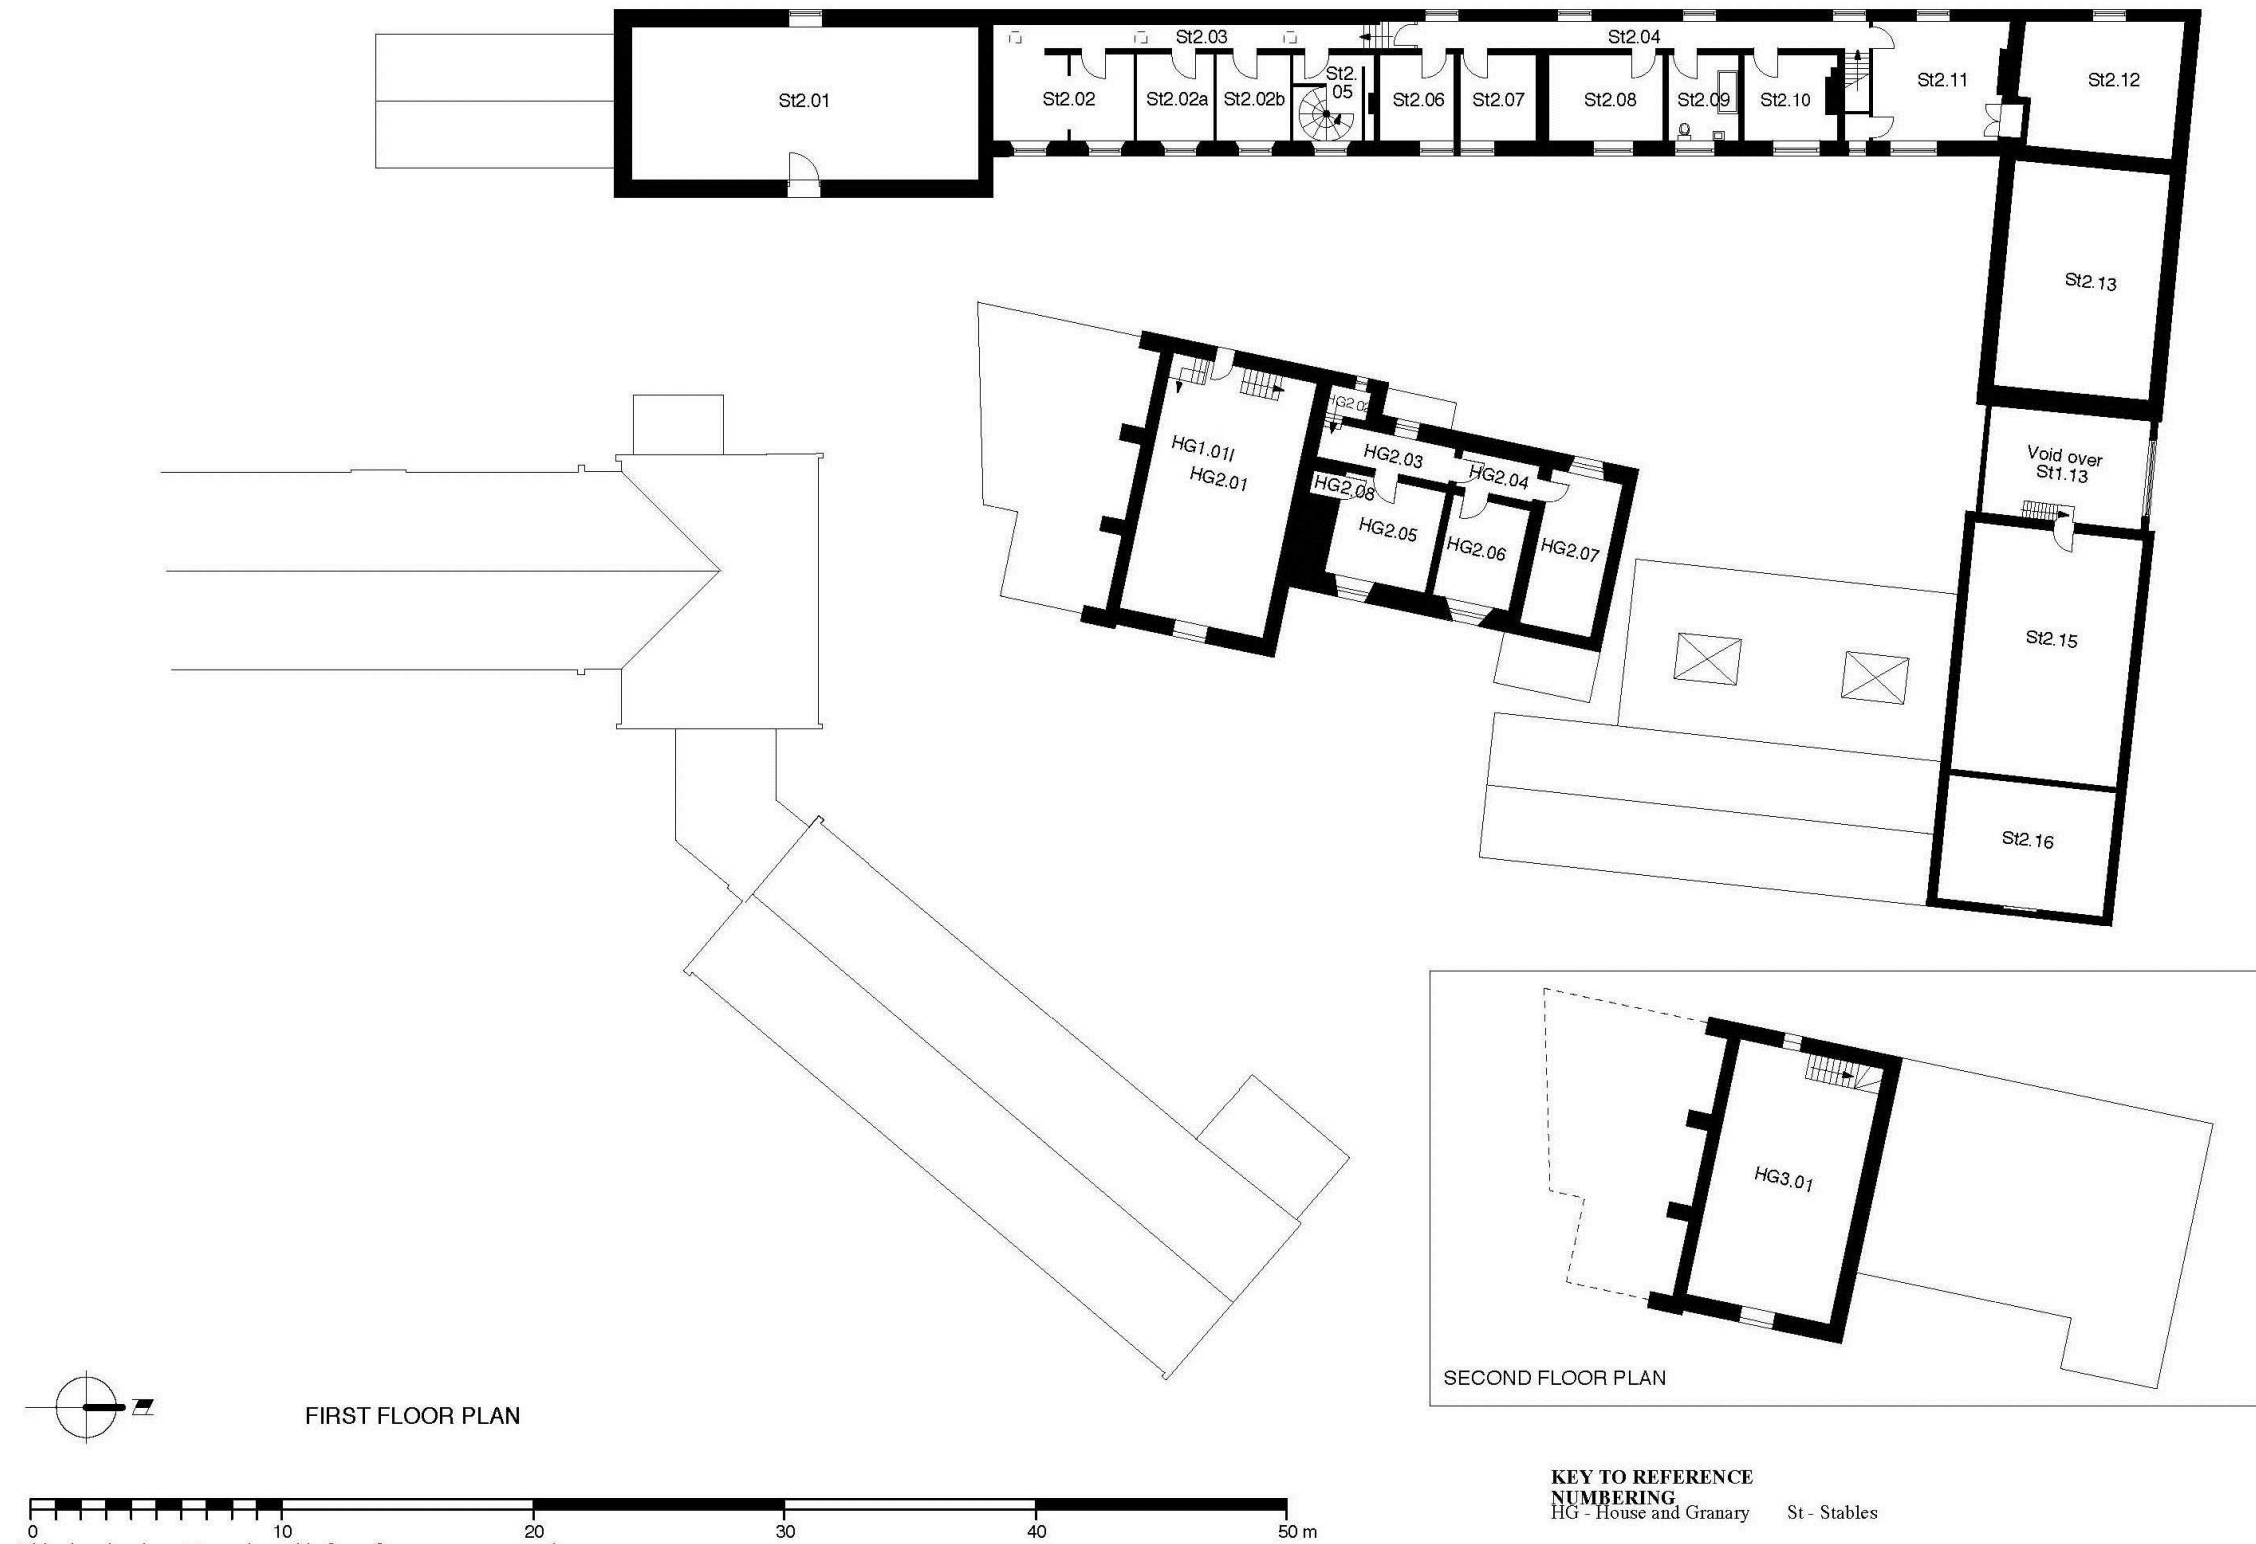 St2.01
St2.02
St2.02a
St2.02b
St2.03
St2.
05
St2.04
St2.06
St2.07
St2.08
St2.09
St2.10
St2.11
St2.12
St2.13
Void over
St1.13
St2.15
St2.16
HG1.01I
HG2.01
HG2.02
HG2.03
HG2.04
HG2.08
HG2.05
HG2.06
HG2.07
HG3.01
SECOND FLOOR PLAN
FIRST FLOOR PLAN
KEY TO REFERENCE
NUMBERING
HG - House and Granary St - Stables
0 10 20 30 40 50 m